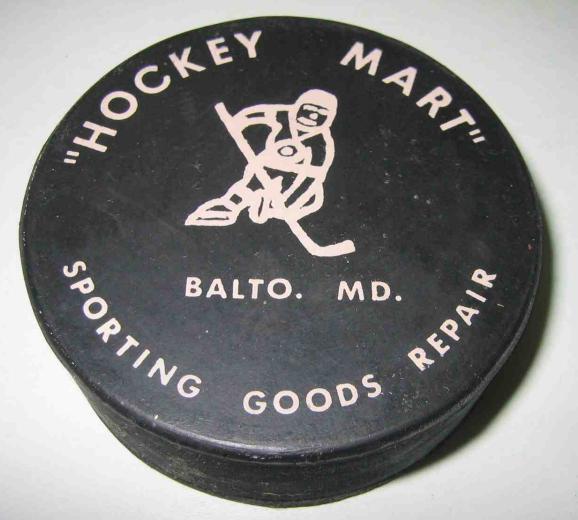 "HOCKEY MART"
BALTO. MD.
SPORTING GOODS REPAIR